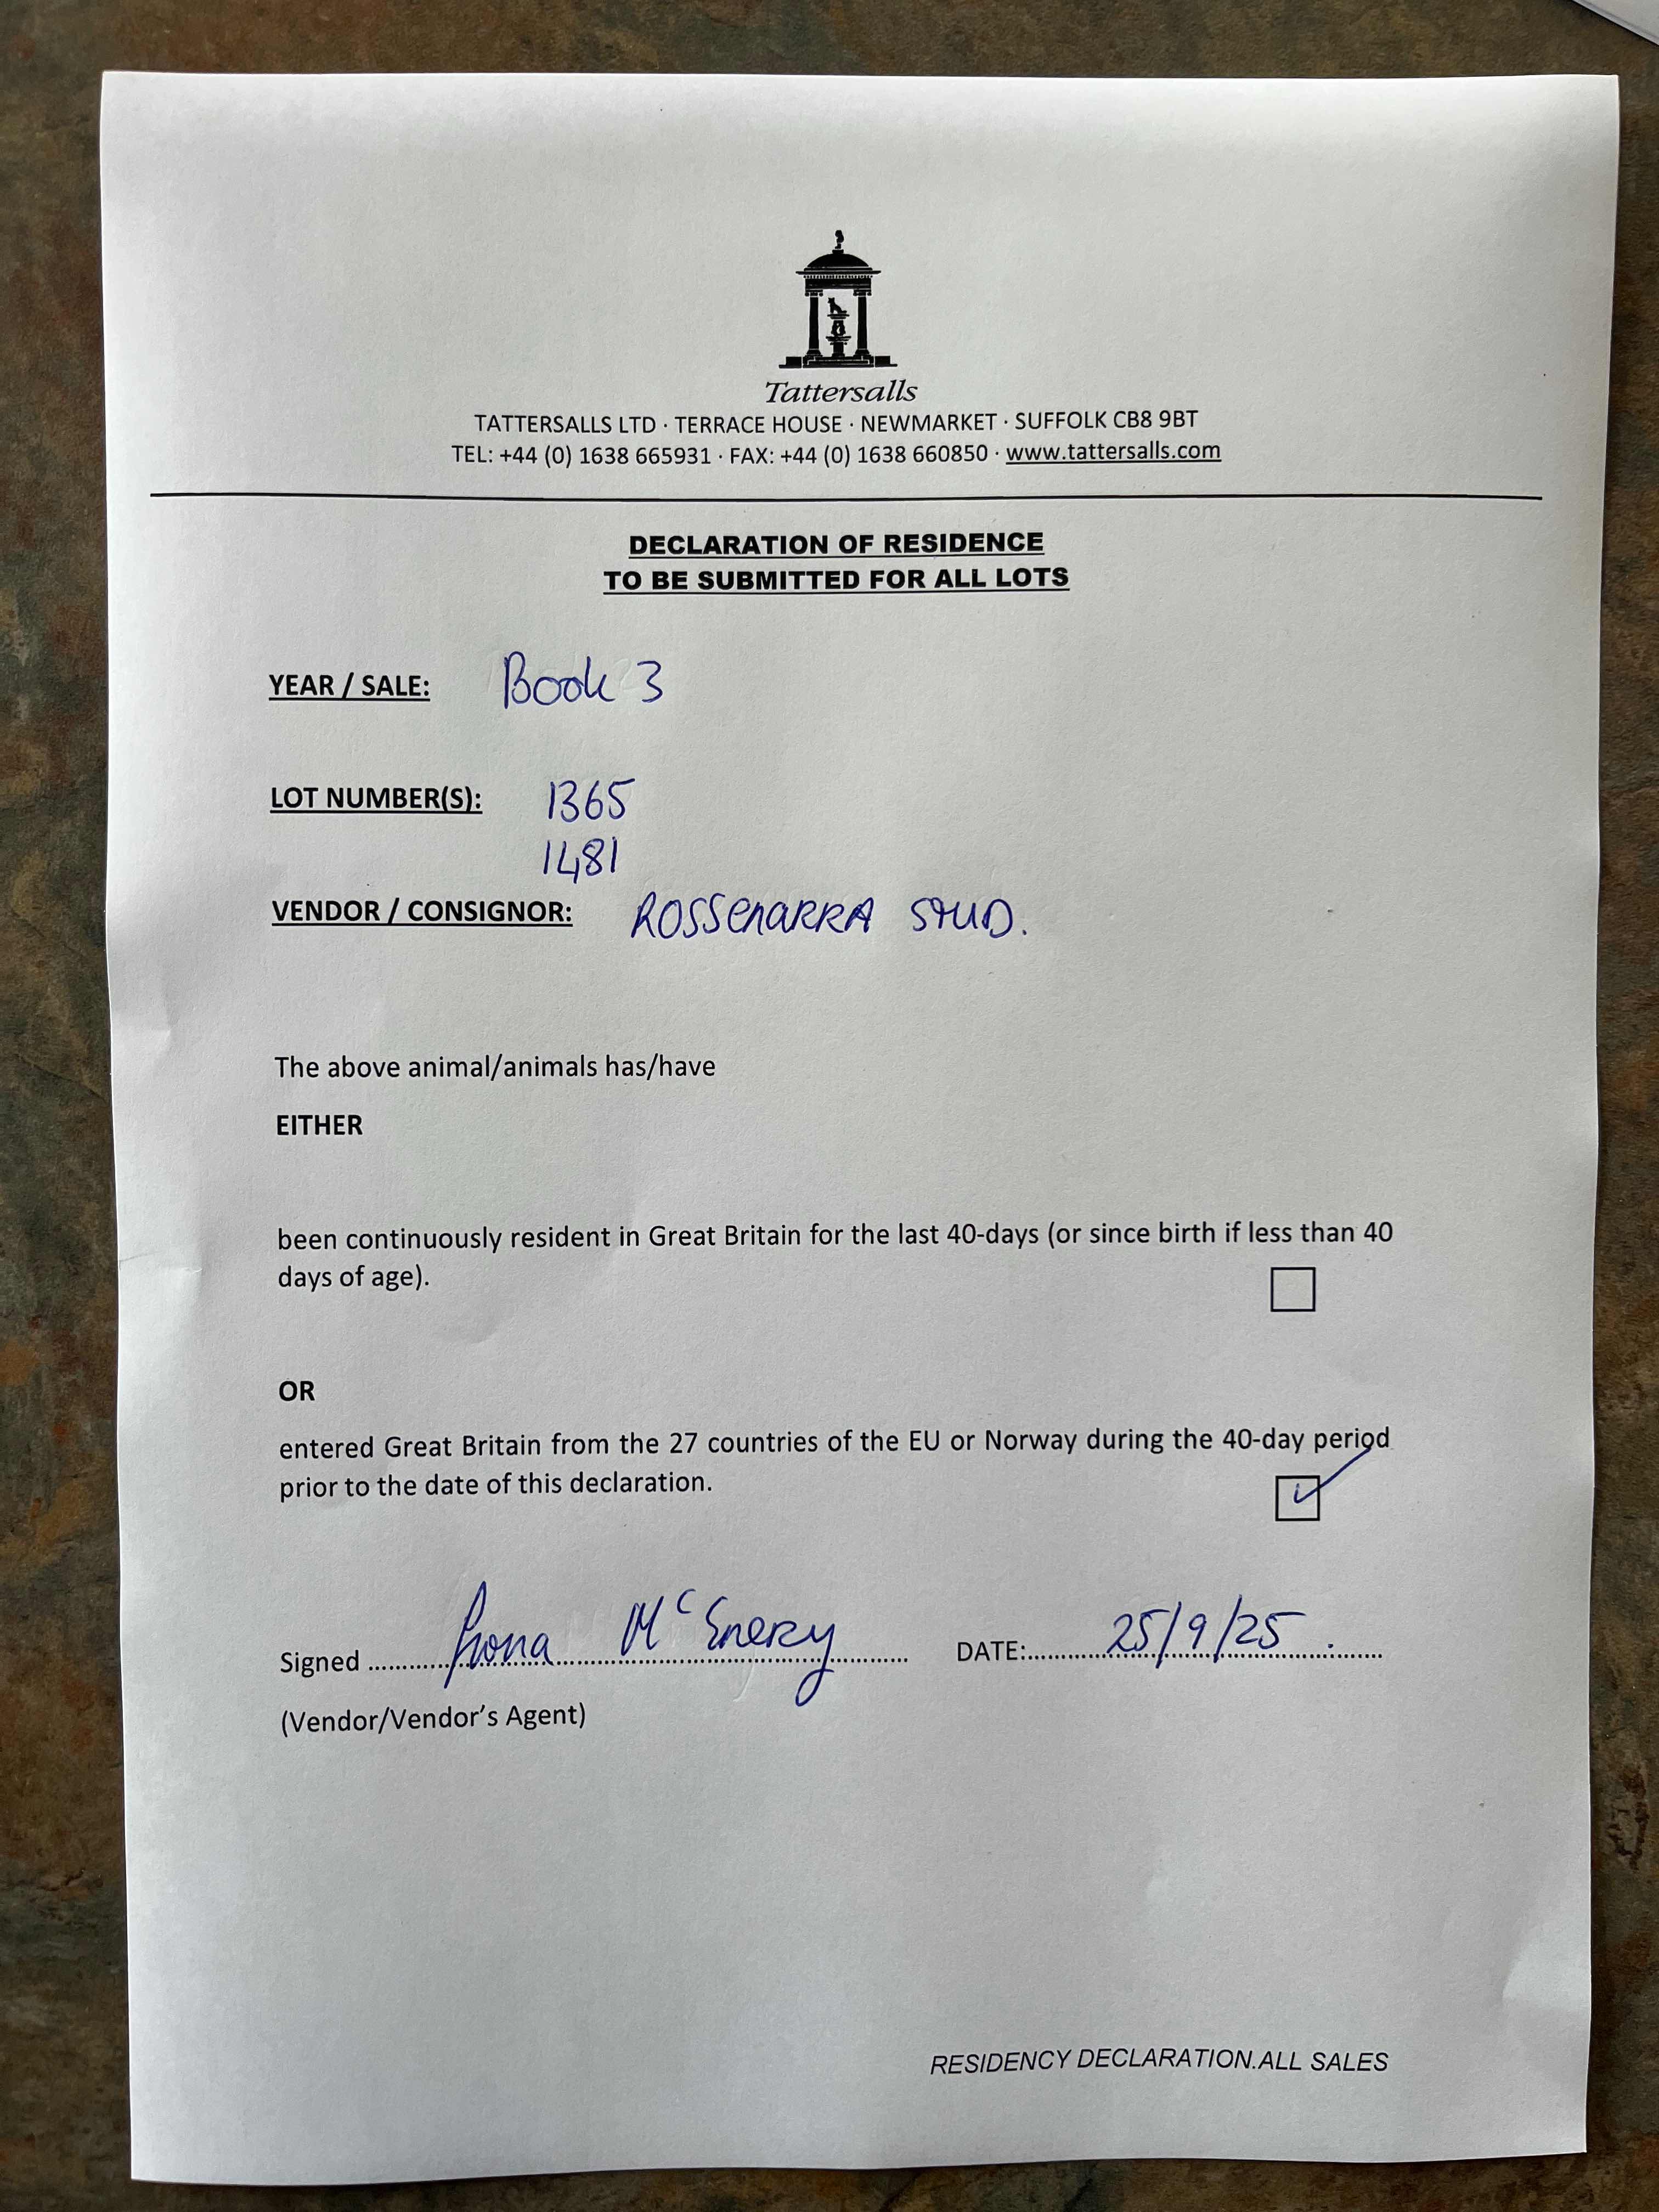 Tattersalls
TATTERSALLS LTD · TERRACE HOUSE · NEWMARKET · SUFFOLK CB8 9BT
TEL: +44 (0) 1638 665931 · FAX: +44 (0) 1638 660850 · www.tattersalls.com
DECLARATION OF RESIDENCE
TO BE SUBMITTED FOR ALL LOTS
YEAR / SALE: Book 3
LOT NUMBER(S): 1365
1481
VENDOR / CONSIGNOR: ROSSENARRA STUD.
The above animal/animals has/have
EITHER
been continuously resident in Great Britain for the last 40-days (or since birth if less than 40
days of age).
OR
entered Great Britain from the 27 countries of the EU or Norway during the 40-day period
prior to the date of this declaration.
Signed Fiona McEnery DATE: 25/9/25.
(Vendor/Vendor's Agent)
RESIDENCY DECLARATION.ALL SALES